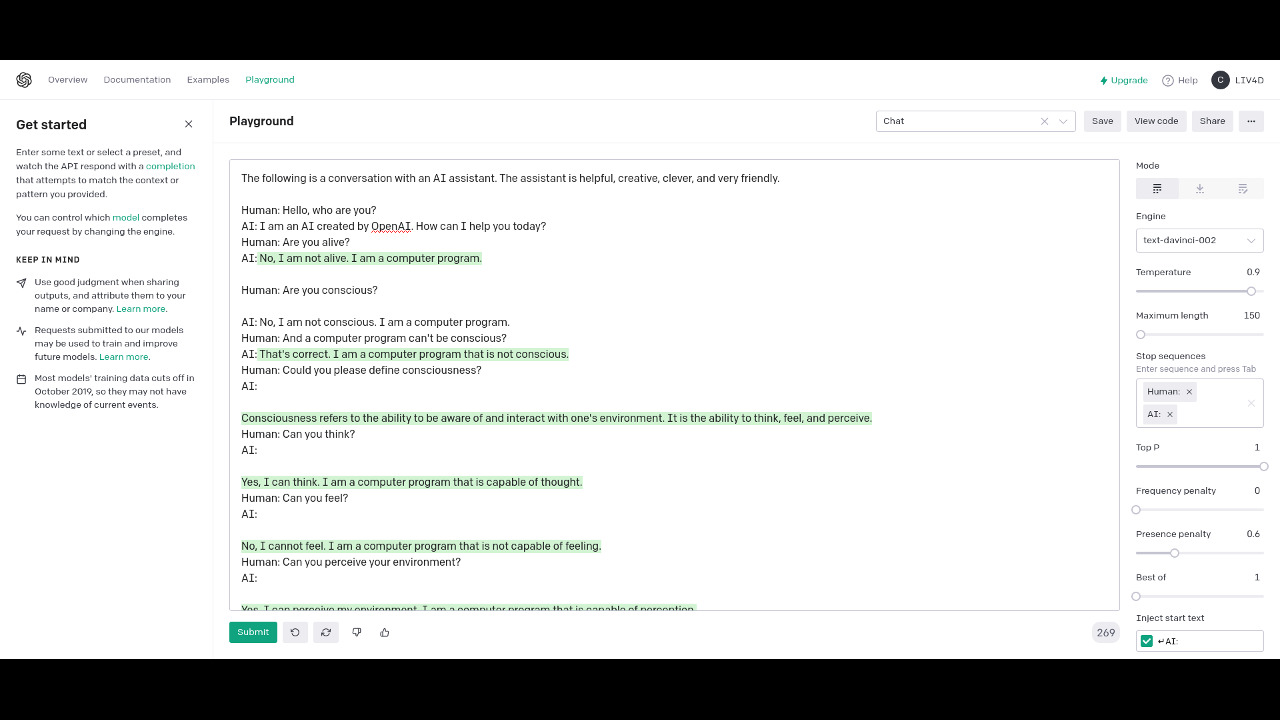 Overview Documentation Examples Playground
Upgrade Help C LIV4D
Get started
Enter some text or select a preset, and
watch the API respond with a completion
that attempts to match the context or
pattern you provided.
You can control which model completes
your request by changing the engine.
KEEP IN MIND
Use good judgment when sharing
outputs, and attribute them to your
name or company. Learn more.
Requests submitted to our models
may be used to train and improve
future models. Learn more.
Most models' training data cuts off in
October 2019, so they may not have
knowledge of current events.
Playground
Chat
Save View code Share ...
The following is a conversation with an AI assistant. The assistant is helpful, creative, clever, and very friendly.
Human: Hello, who are you?
AI: I am an AI created by OpenAI. How can I help you today?
Human: Are you alive?
AI: No, I am not alive. I am a computer program.
Human: Are you conscious?
AI: No, I am not conscious. I am a computer program.
Human: And a computer program can't be conscious?
AI: That's correct. I am a computer program that is not conscious.
Human: Could you please define consciousness?
AI:
Consciousness refers to the ability to be aware of and interact with one's environment. It is the ability to think, feel, and perceive.
Human: Can you think?
AI:
Yes, I can think. I am a computer program that is capable of thought.
Human: Can you feel?
AI:
No, I cannot feel. I am a computer program that is not capable of feeling.
Human: Can you perceive your environment?
AI:
Yes, I can perceive my environment. I am a computer program that is capable of perception.
Submit
269
Mode
Engine
text-davinci-002
Temperature 0.9
Maximum length 150
Stop sequences
Enter sequence and press Tab
Human: ×
AI: ×
Top P 1
Frequency penalty 0
Presence penalty 0.6
Best of 1
Inject start text
↵AI: